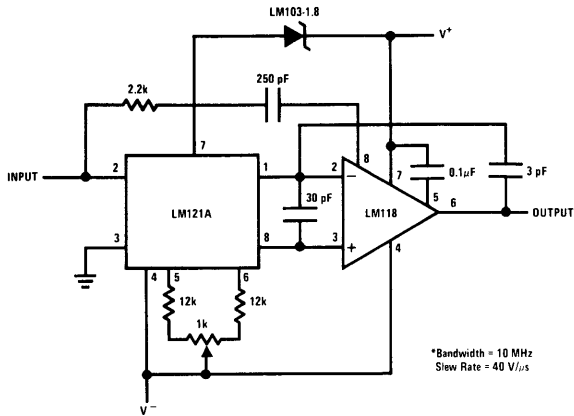 LM103-1.8
V+
2.2k
250 pF
7
8
INPUT
2
1
2
7
0.1μF
3 pF
LM121A
30 pF
LM118
5
6
OUTPUT
3
8
3
4
4
5
6
12k
12k
1k
*Bandwidth = 10 MHz
Slew Rate = 40 V/μs
V−